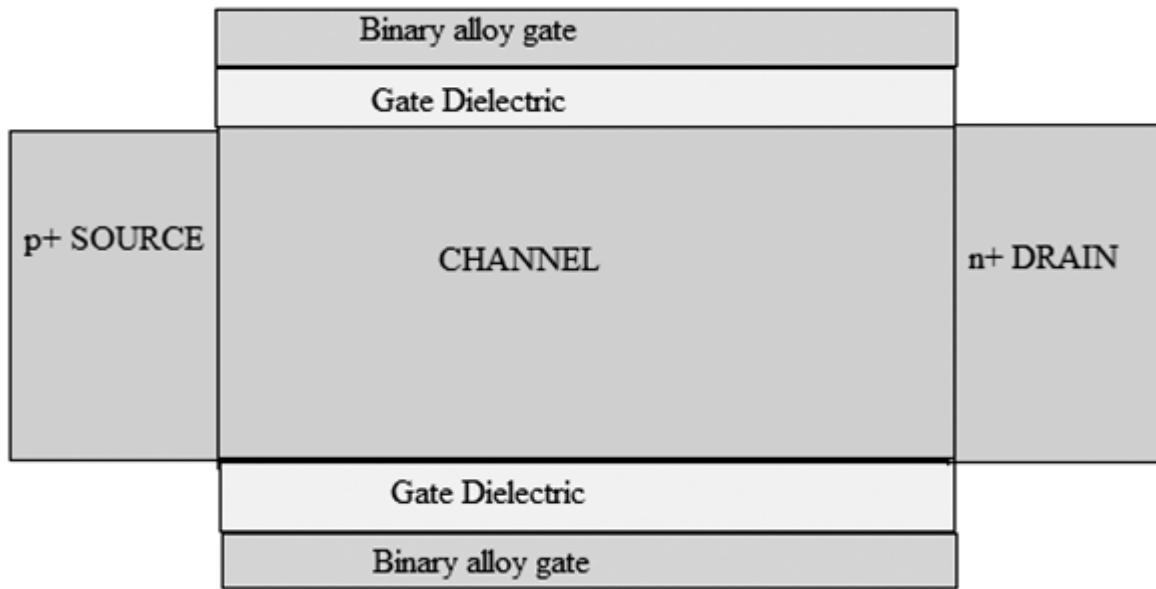 Binary alloy gate
Gate Dielectric
p+ SOURCE
CHANNEL
n+ DRAIN
Gate Dielectric
Binary alloy gate